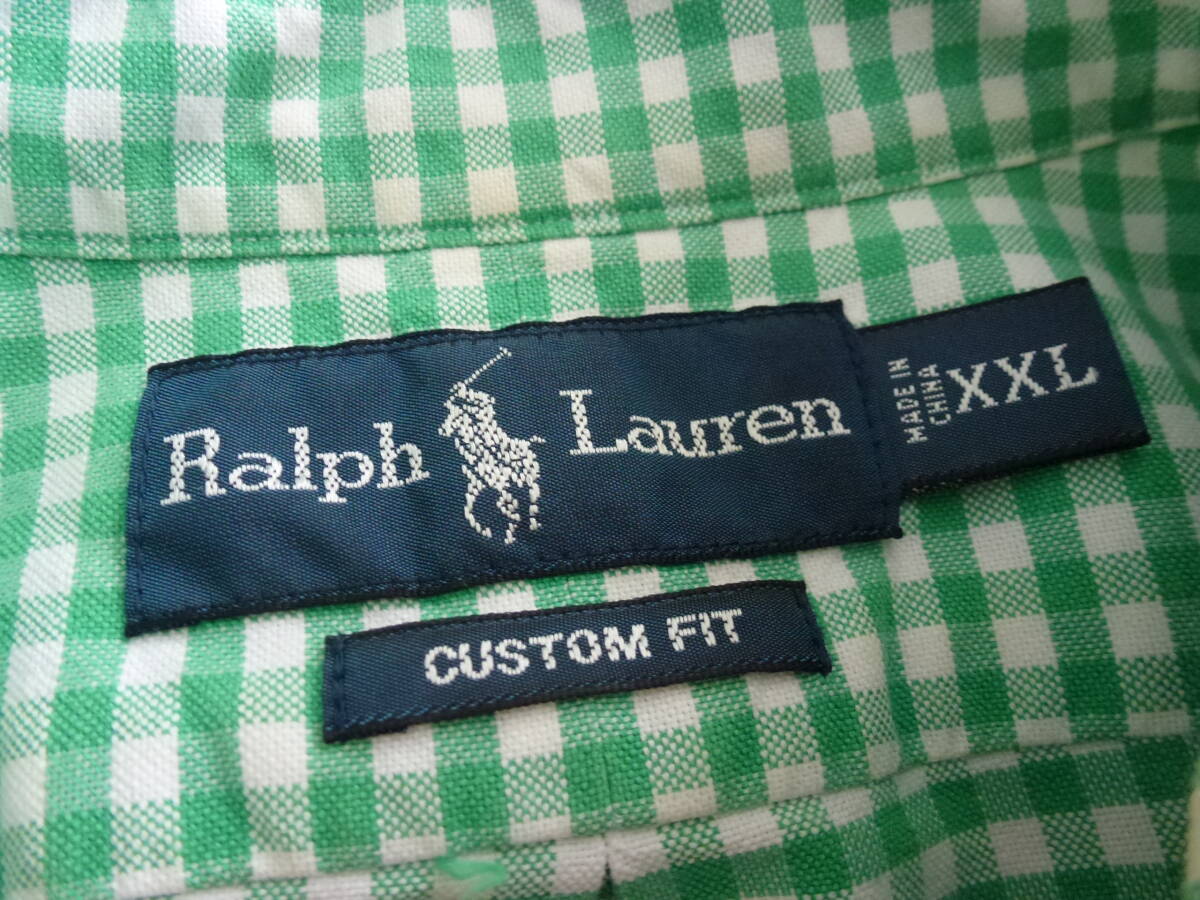 Ralph Lauren
MADE IN
CHINA
XXL
CUSTOM FIT